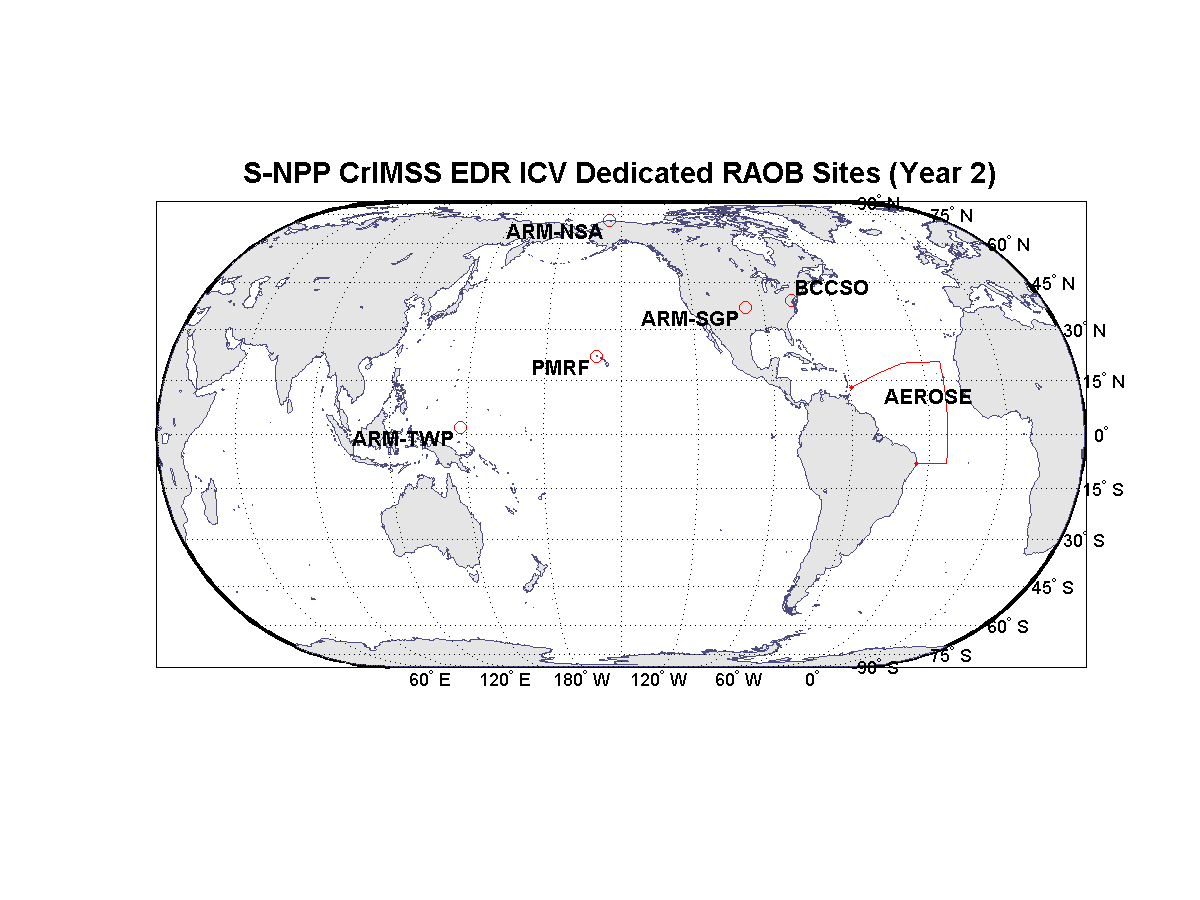 S-NPP CrIMSS EDR ICV Dedicated RAOB Sites (Year 2)
90° N
75° N
ARM-NSA
60° N
45° N
BCCSO
ARM-SGP
30° N
PMRF
15° N
AEROSE
ARM-TWP
0°
15° S
30° S
45° S
60° S
75° S
-90° S
60° E 120° E 180° W 120° W 60° W 0°